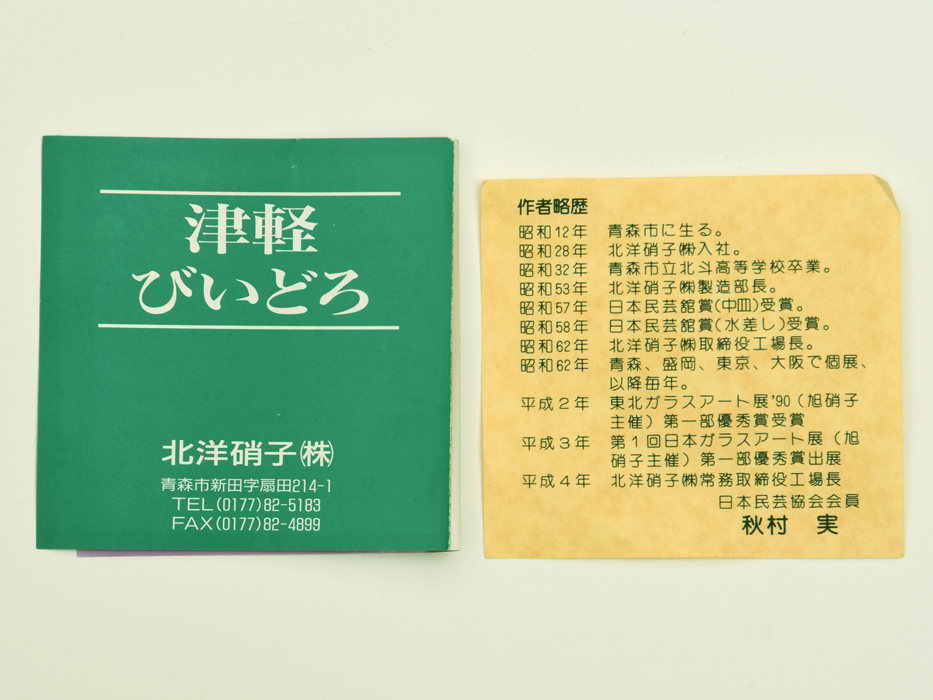 津軽
びいどろ
北洋硝子㈱
青森市新田字扇田214-1
TEL(0177)82-5183
FAX(0177)82-4899
作者略歴
昭和12年 青森市に生る。
昭和28年 北洋硝子㈱入社。
昭和32年 青森市立北斗高等学校卒業。
昭和53年 北洋硝子㈱製造部長。
昭和57年 日本民芸舘賞(中皿)受賞。
昭和58年 日本民芸舘賞(水差し)受賞。
昭和62年 北洋硝子㈱取締役工場長。
昭和62年 青森、盛岡、東京、大阪で個展、
以降毎年。
平成2年 東北ガラスアート展'90(旭硝子
主催)第一部優秀賞受賞
平成3年 第1回日本ガラスアート展(旭
硝子主催)第一部優秀賞出展
平成4年 北洋硝子㈱常務取締役工場長
日本民芸協会会員
秋村 実